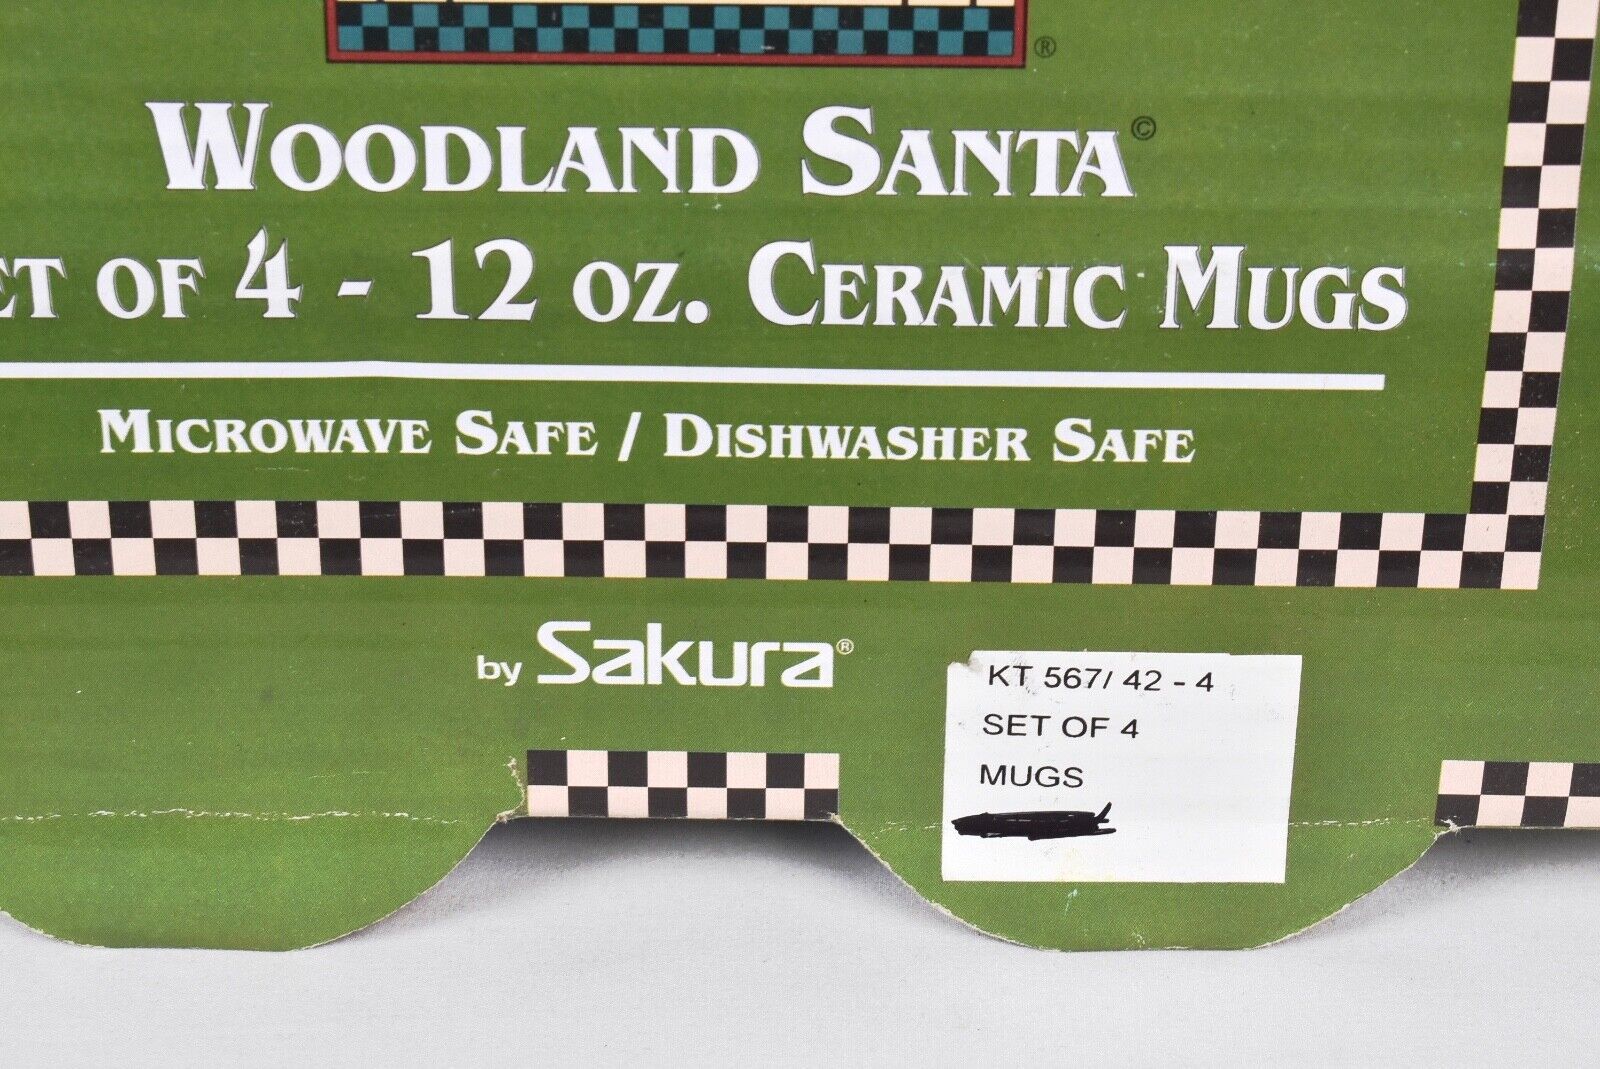 ®
WOODLAND SANTA©
ET OF 4 - 12 OZ. CERAMIC MUGS
MICROWAVE SAFE / DISHWASHER SAFE
by Sakura®
KT 567/ 42 - 4
SET OF 4
MUGS